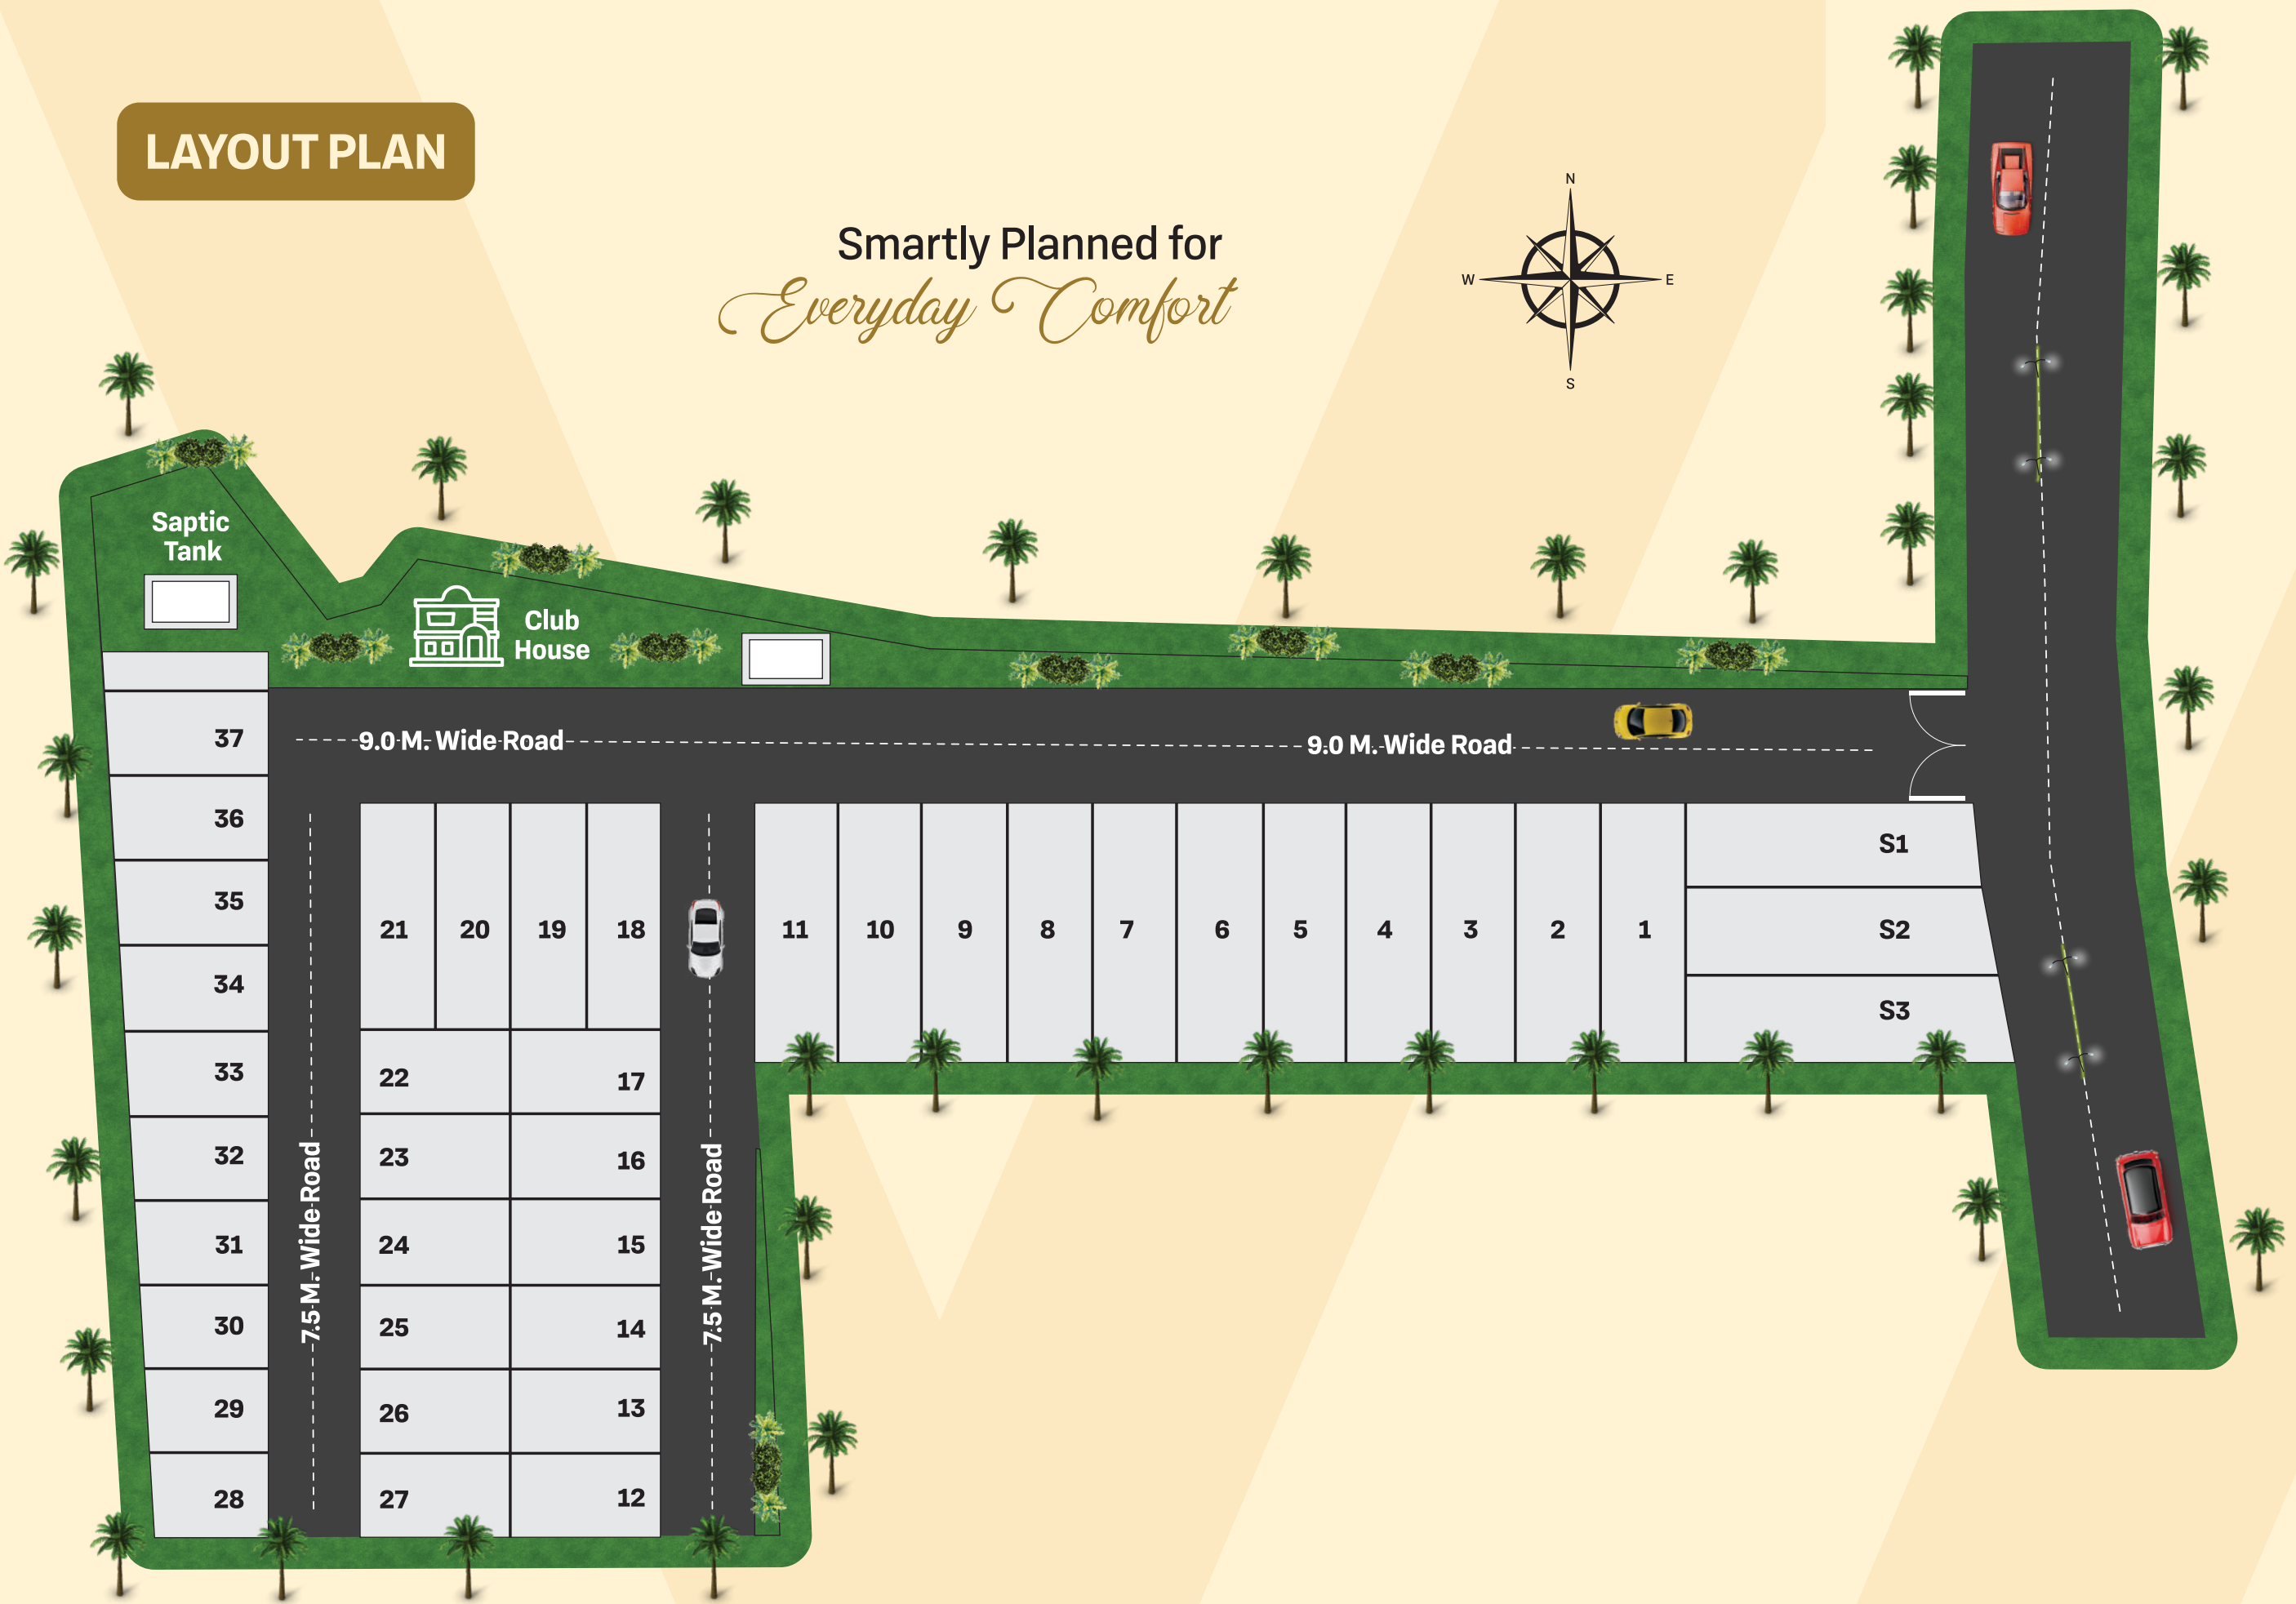 LAYOUT PLAN
Smartly Planned for
Everyday Comfort
N
W
E
S
Saptic
Tank
Club
House
9.0 M. Wide Road
9.0 M. Wide Road
37
36
35
34
33
32
31
30
29
28
7.5 M. Wide Road
21
20
19
18
22
17
23
16
24
15
25
14
26
13
27
12
7.5 M. Wide Road
11
10
9
8
7
6
5
4
3
2
1
S1
S2
S3